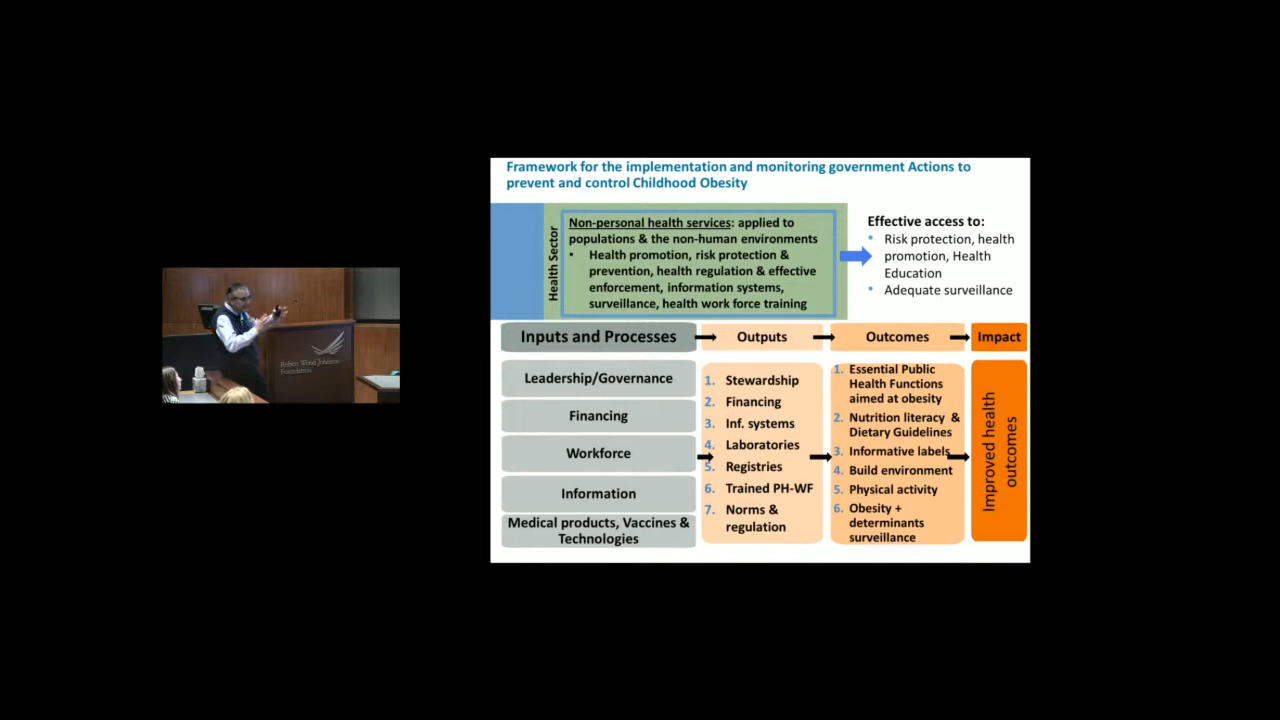 Framework for the implementation and monitoring government Actions to
prevent and control Childhood Obesity
Health Sector
Non-personal health services: applied to
populations & the non-human environments
• Health promotion, risk protection &
prevention, health regulation & effective
enforcement, information systems,
surveillance, health work force training
Effective access to:
• Risk protection, health
promotion, Health
Education
• Adequate surveillance
Inputs and Processes
Outputs
Outcomes
Impact
Leadership/Governance
Financing
Workforce
Information
Medical products, Vaccines &
Technologies
1. Stewardship
2. Financing
3. Inf. systems
4. Laboratories
5. Registries
6. Trained PH-WF
7. Norms &
regulation
1. Essential Public
Health Functions
aimed at obesity
2. Nutrition literacy &
Dietary Guidelines
3. Informative labels
4. Build environment
5. Physical activity
6. Obesity +
determinants
surveillance
Improved health
outcomes
Robert Wood Johnson
Foundation